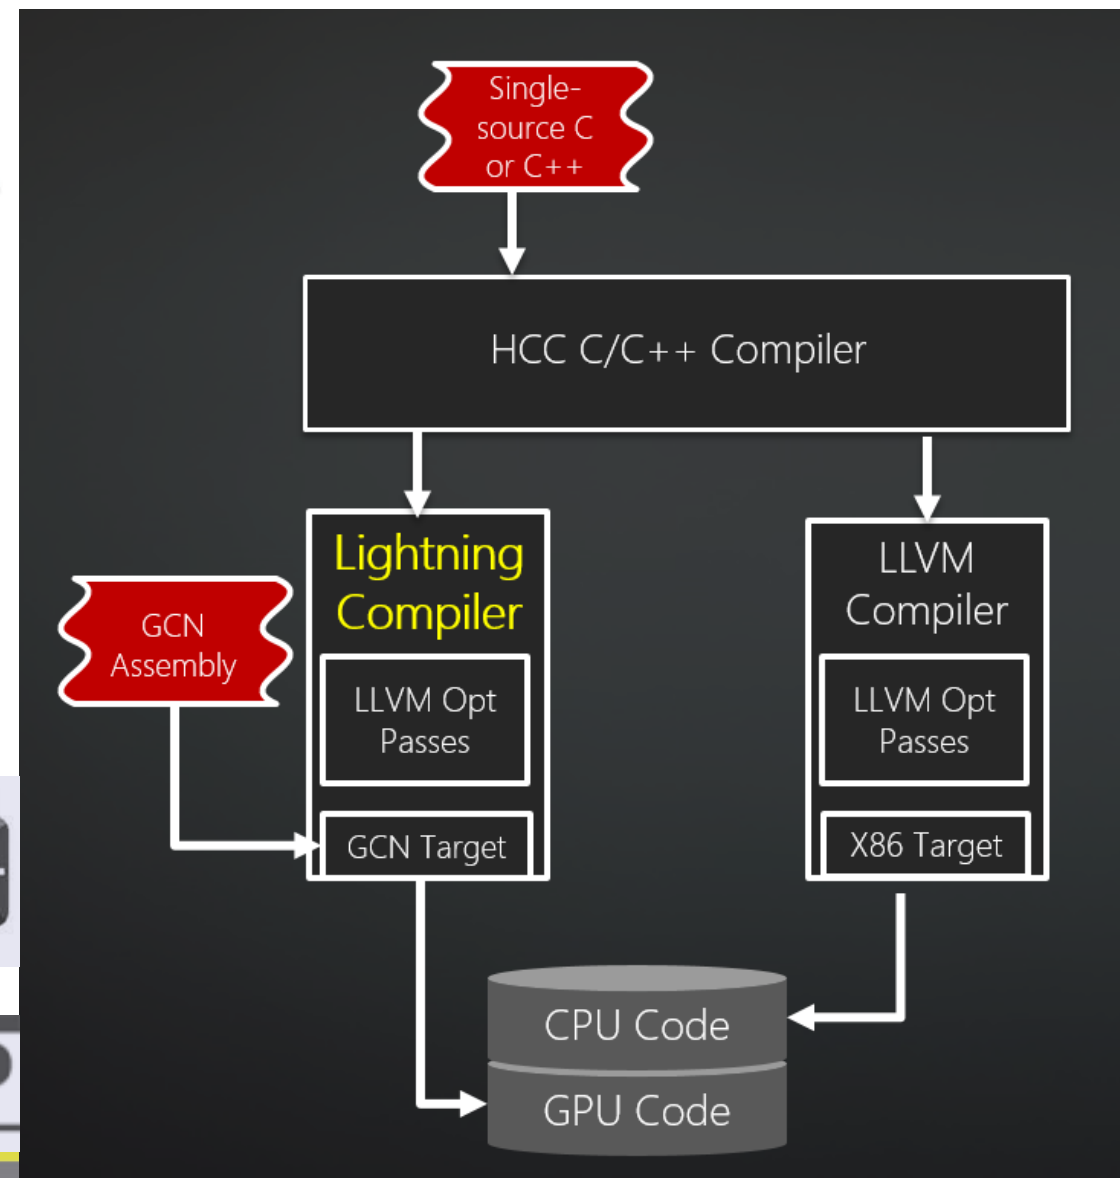 Single-
source C
or C++
HCC C/C++ Compiler
Lightning
Compiler
LLVM
Compiler
GCN
Assembly
LLVM Opt
Passes
LLVM Opt
Passes
GCN Target
X86 Target
CPU Code
GPU Code